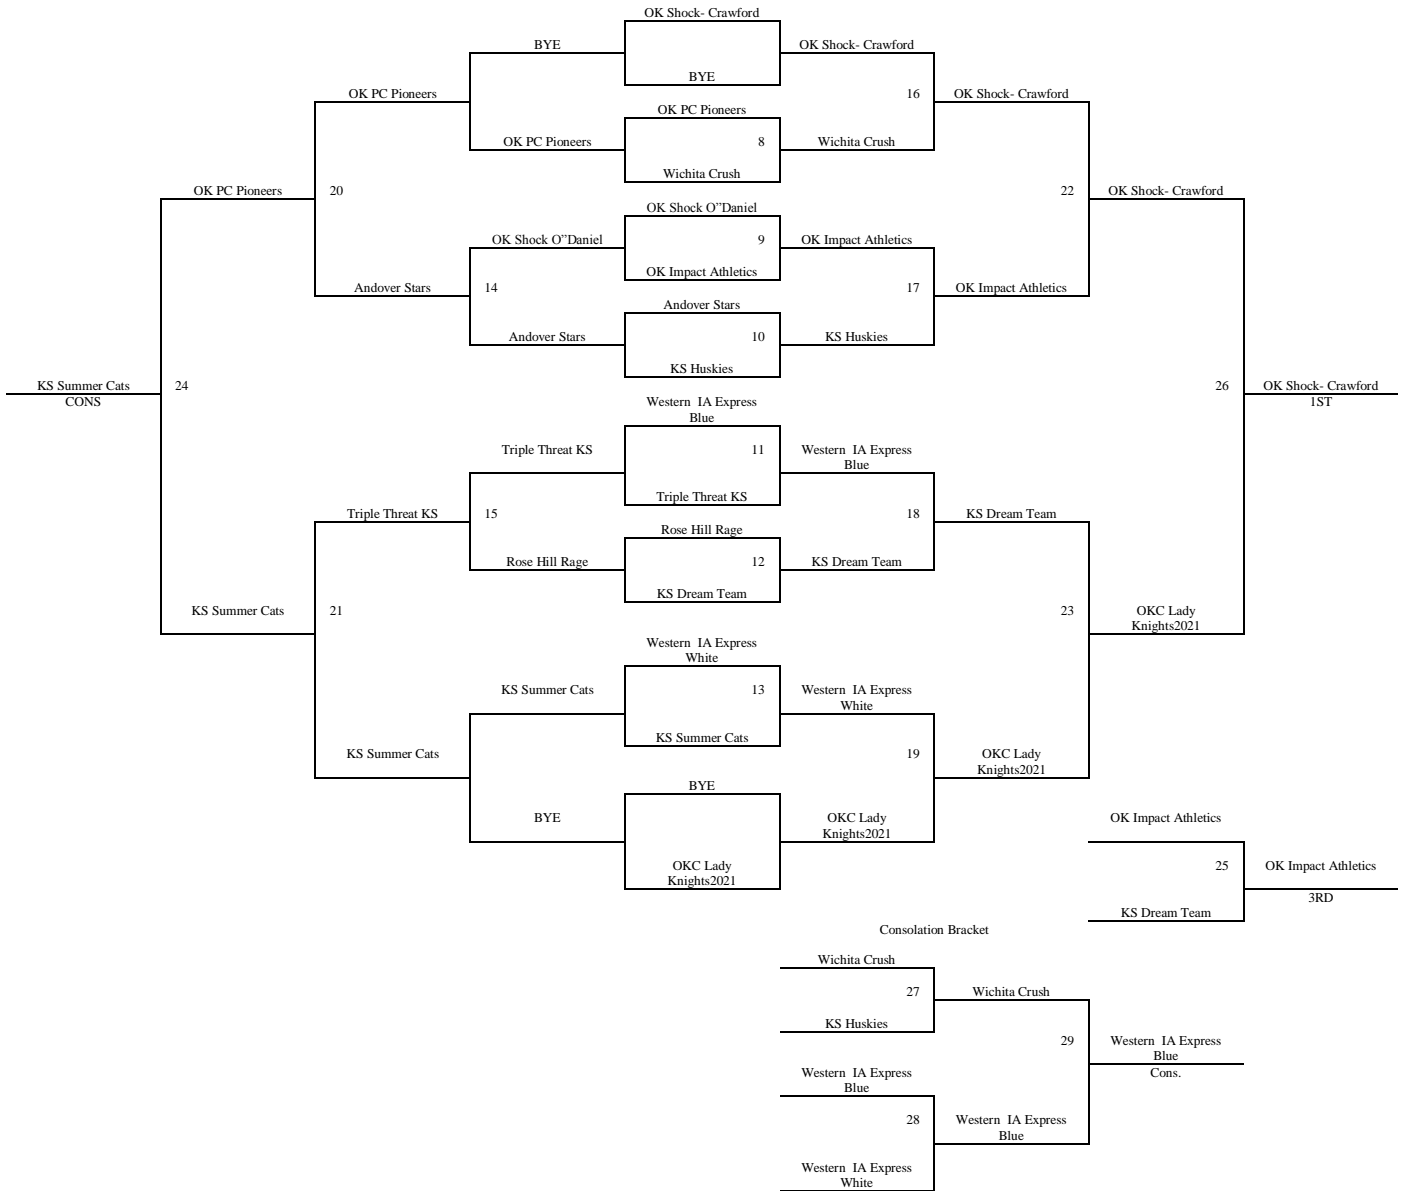 OK Shock- Crawford
BYE
OK Shock- Crawford
BYE
OK PC Pioneers
16
OK Shock- Crawford
OK PC Pioneers
OK PC Pioneers
8
Wichita Crush
Wichita Crush
OK PC Pioneers
20
22
OK Shock- Crawford
OK Shock O"Daniel
OK Shock O"Daniel
9
OK Impact Athletics
OK Impact Athletics
Andover Stars
14
17
OK Impact Athletics
Andover Stars
Andover Stars
10
KS Huskies
KS Huskies
KS Summer Cats
24
CONS
26
OK Shock- Crawford
1ST
Western IA Express
Blue
Triple Threat KS
11
Western IA Express
Blue
Triple Threat KS
Triple Threat KS
15
18
KS Dream Team
Rose Hill Rage
Rose Hill Rage
12
KS Dream Team
KS Dream Team
KS Summer Cats
21
23
OKC Lady
Knights2021
Western IA Express
White
KS Summer Cats
13
Western IA Express
White
KS Summer Cats
KS Summer Cats
19
OKC Lady
Knights2021
BYE
BYE
OKC Lady
Knights2021
OKC Lady
Knights2021
OK Impact Athletics
25
OK Impact Athletics
3RD
KS Dream Team
Consolation Bracket
Wichita Crush
27
Wichita Crush
KS Huskies
29
Western IA Express
Blue
Cons.
Western IA Express
Blue
28
Western IA Express
Blue
Western IA Express
White